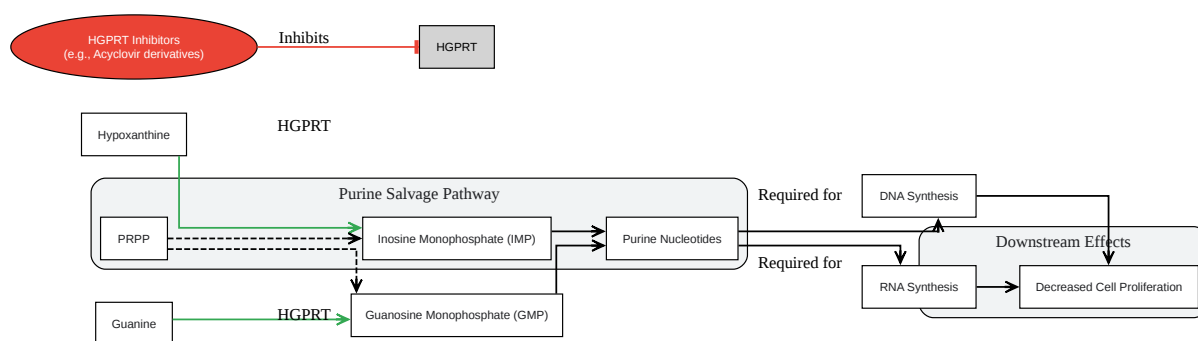 HGPRT Inhibitors
(e.g., Acyclovir derivatives)
Inhibits
HGPRT
Hypoxanthine
HGPRT
Purine Salvage Pathway
Required for
DNA Synthesis
PRPP
Inosine Monophosphate (IMP)
Purine Nucleotides
Downstream Effects
Required for
RNA Synthesis
Decreased Cell Proliferation
Guanine
HGPRT
Guanosine Monophosphate (GMP)